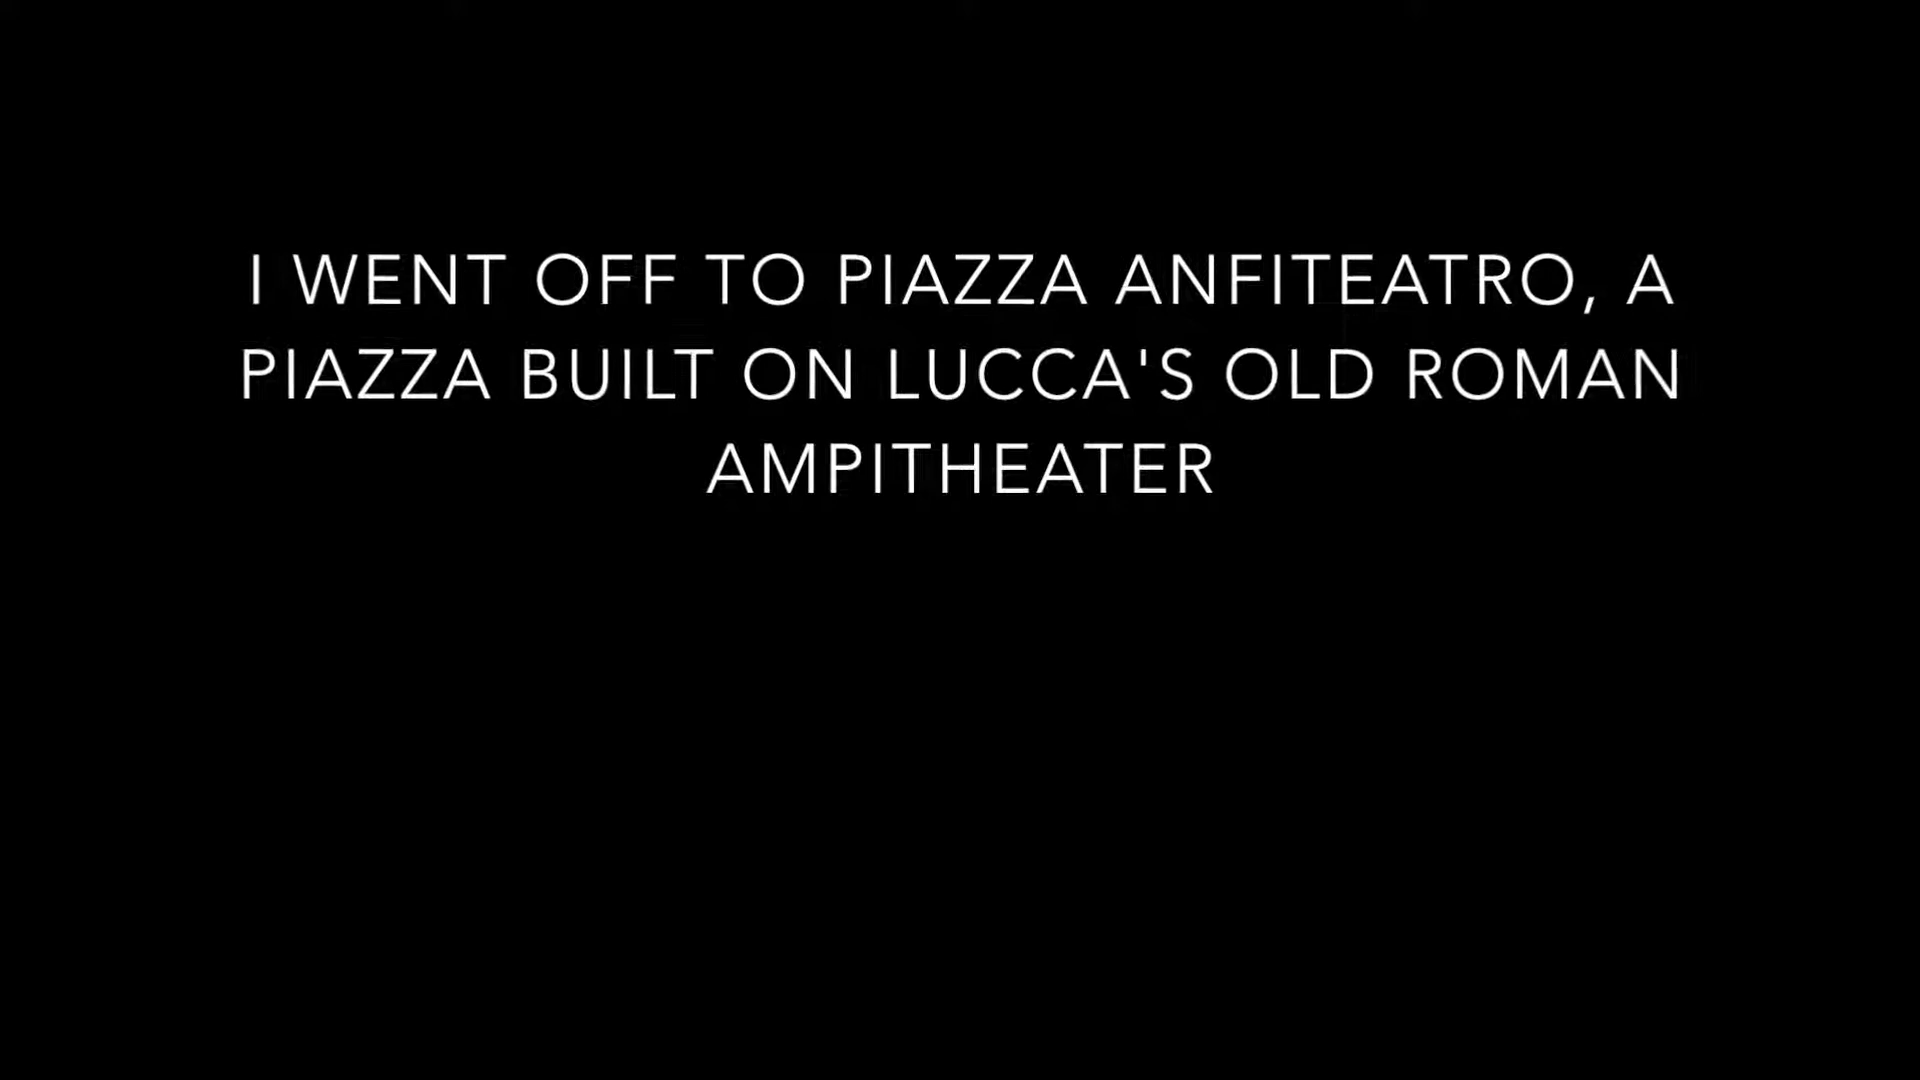 I WENT OFF TO PIAZZA ANFITEATRO, A
PIAZZA BUILT ON LUCCA'S OLD ROMAN
AMPITHEATER